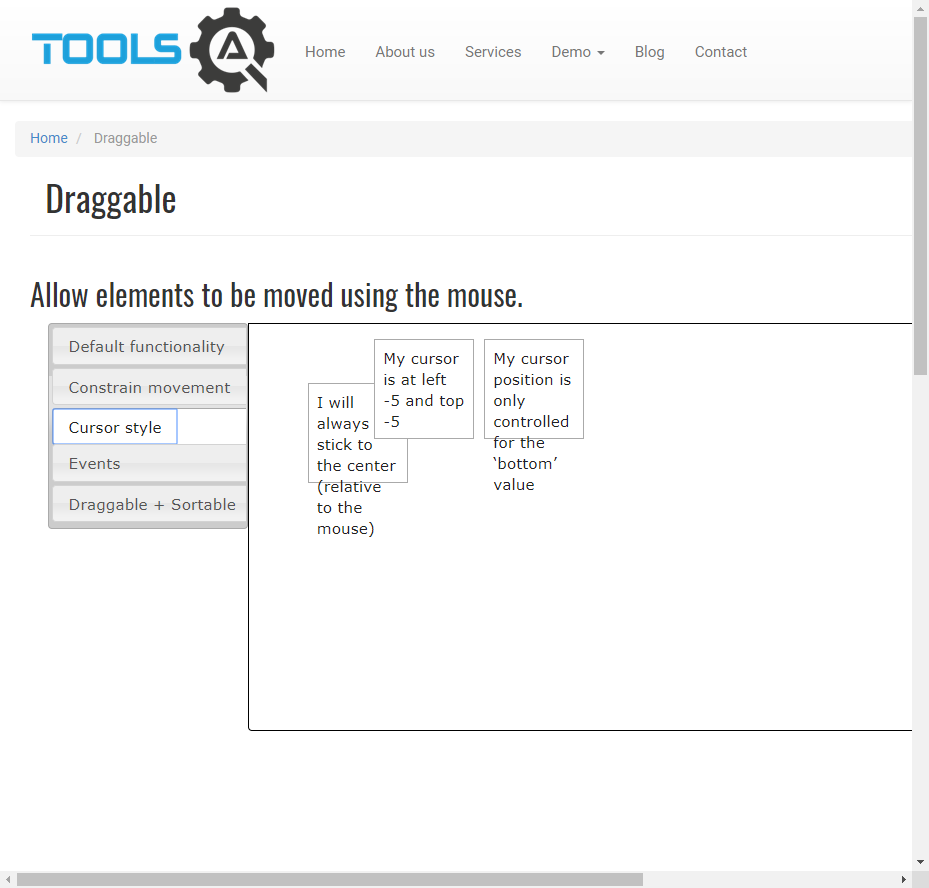 TOOLS QA
Home
About us
Services
Demo
Blog
Contact
Home / Draggable
Draggable
Allow elements to be moved using the mouse.
Default functionality
Constrain movement
Cursor style
Events
Draggable + Sortable
I will
always
stick to
the center
(relative
to the
mouse)
My cursor
is at left
-5 and top
-5
My cursor
position is
only
controlled
for the
‘bottom’
value